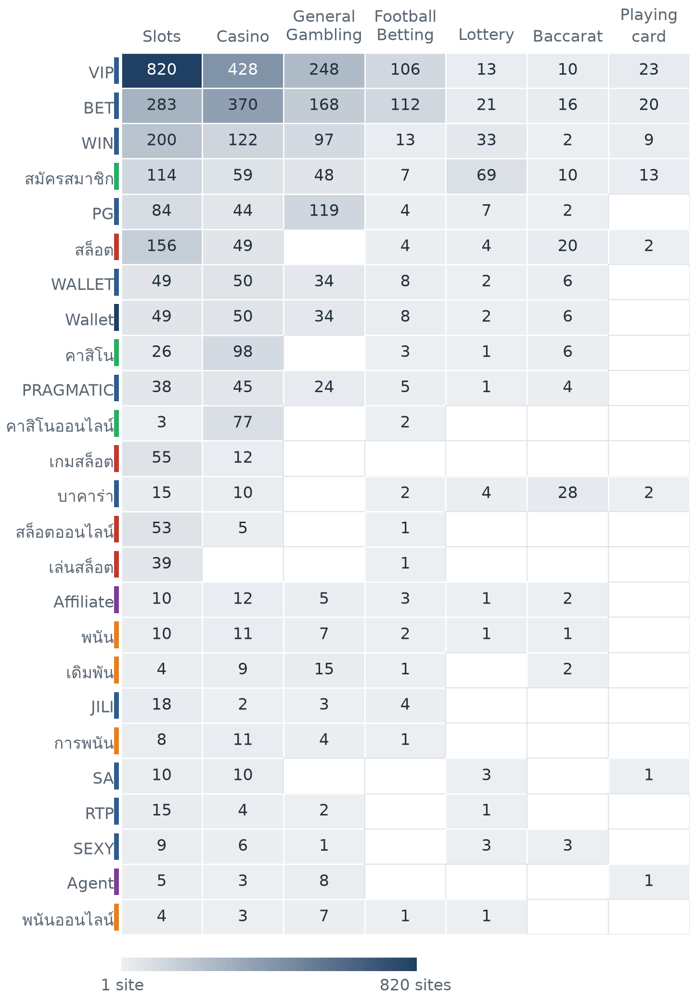 Slots Casino General Gambling Football Betting Lottery Baccarat Playing card
VIP 820 428 248 106 13 10 23
BET 283 370 168 112 21 16 20
WIN 200 122 97 13 33 2 9
สมัครสมาชิก 114 59 48 7 69 10 13
PG 84 44 119 4 7 2
สล็อต 156 49 4 4 20 2
WALLET 49 50 34 8 2 6
Wallet 49 50 34 8 2 6
คาสิโน 26 98 3 1 6
PRAGMATIC 38 45 24 5 1 4
คาสิโนออนไลน์ 3 77 2
เกมสล็อต 55 12
บาคาร่า 15 10 2 4 28 2
สล็อตออนไลน์ 53 5 1
เล่นสล็อต 39 1
Affiliate 10 12 5 3 1 2
พนัน 10 11 7 2 1 1
เดิมพัน 4 9 15 1 2
JILI 18 2 3 4
การพนัน 8 11 4 1
SA 10 10 3 1
RTP 15 4 2 1
SEXY 9 6 1 3 3
Agent 5 3 8 1
พนันออนไลน์ 4 3 7 1 1
1 site 820 sites